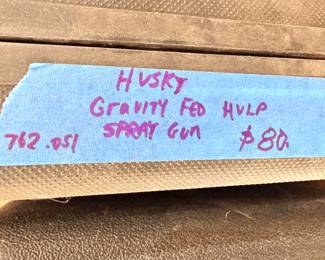 HUSKY
Gravity FED HVLP
SPRAY Gun
762.051 $80.